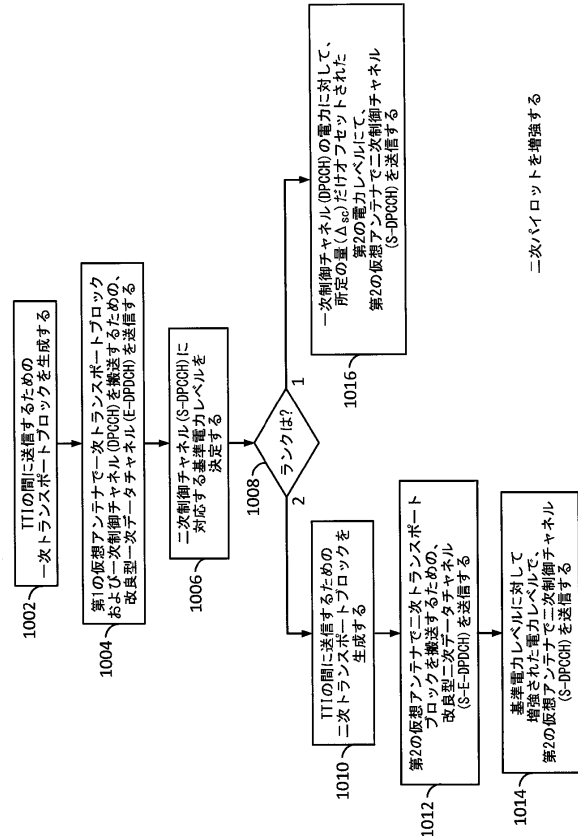 1002
TTIの間に送信するための
一次トランスポートブロックを生成する
1004
第1の仮想アンテナで一次トランスポートブロック
および一次制御チャネル(DPCCH)を搬送するための、
改良型一次データチャネル(E-DPDCH)を送信する
1006
二次制御チャネル(S-DPCCH)に
対応する基準電力レベルを
決定する
1008
ランクは?
2
1
1010
TTIの間に送信するための
二次トランスポートブロックを
生成する
1012
第2の仮想アンテナで二次トランスポート
ブロックを搬送するための、
改良型二次データチャネル
(S-E-DPDCH)を送信する
1014
基準電力レベルに対して
増強された電力レベルで、
第2の仮想アンテナで二次制御チャネル
(S-DPCCH)を送信する
1016
一次制御チャネル(DPCCH)の電力に対して、
所定の量(Δsc)だけオフセットされた
第2の電力レベルにて、
第2の仮想アンテナで二次制御チャネル
(S-DPCCH)を送信する
二次パイロットを増強する